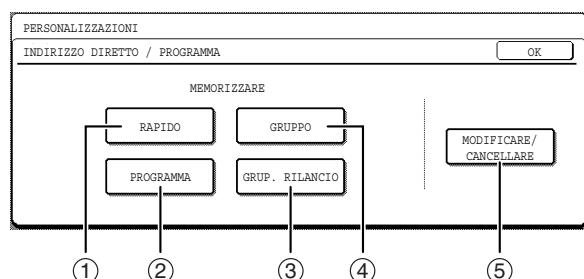 PERSONALIZZAZIONI
INDIRIZZO DIRETTO / PROGRAMMA
OK
MEMORIZZARE
RAPIDO
GRUPPO
MODIFICARE/
CANCELLARE
PROGRAMMA
GRUP. RILANCIO
1 2 3 4 5